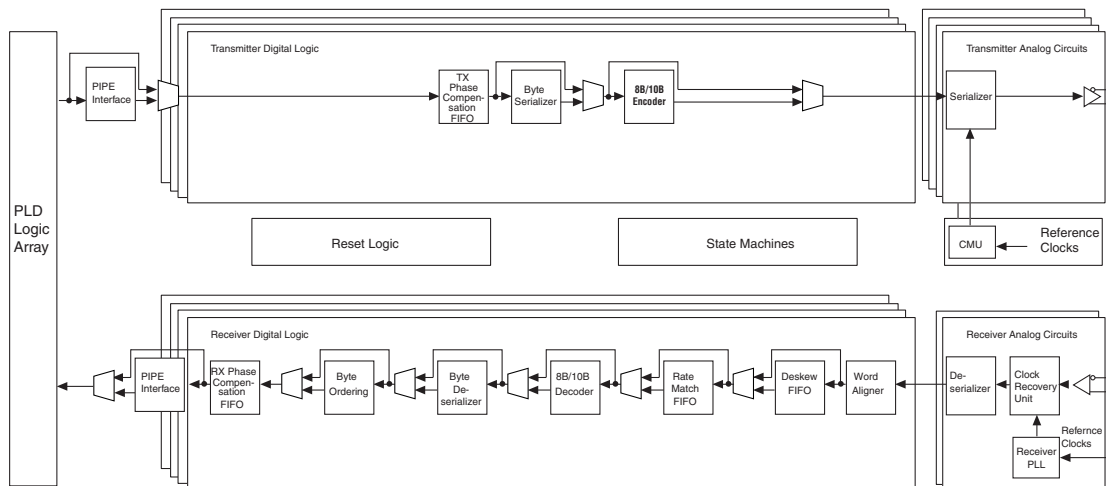 Transmitter Digital Logic
Transmitter Analog Circuits
PIPE
Interface
TX
Phase
Compen-
sation
FIFO
Byte
Serializer
8B/10B
Encoder
Serializer
PLD
Logic
Array
Reset Logic
State Machines
CMU
Reference
Clocks
Receiver Digital Logic
Receiver Analog Circuits
PIPE
Interface
RX Phase
Compen-
sation
FIFO
Byte
Ordering
Byte
De-
serializer
8B/10B
Decoder
Rate
Match
FIFO
Deskew
FIFO
Word
Aligner
De-
serializer
Clock
Recovery
Unit
Receiver
PLL
Refernce
Clocks